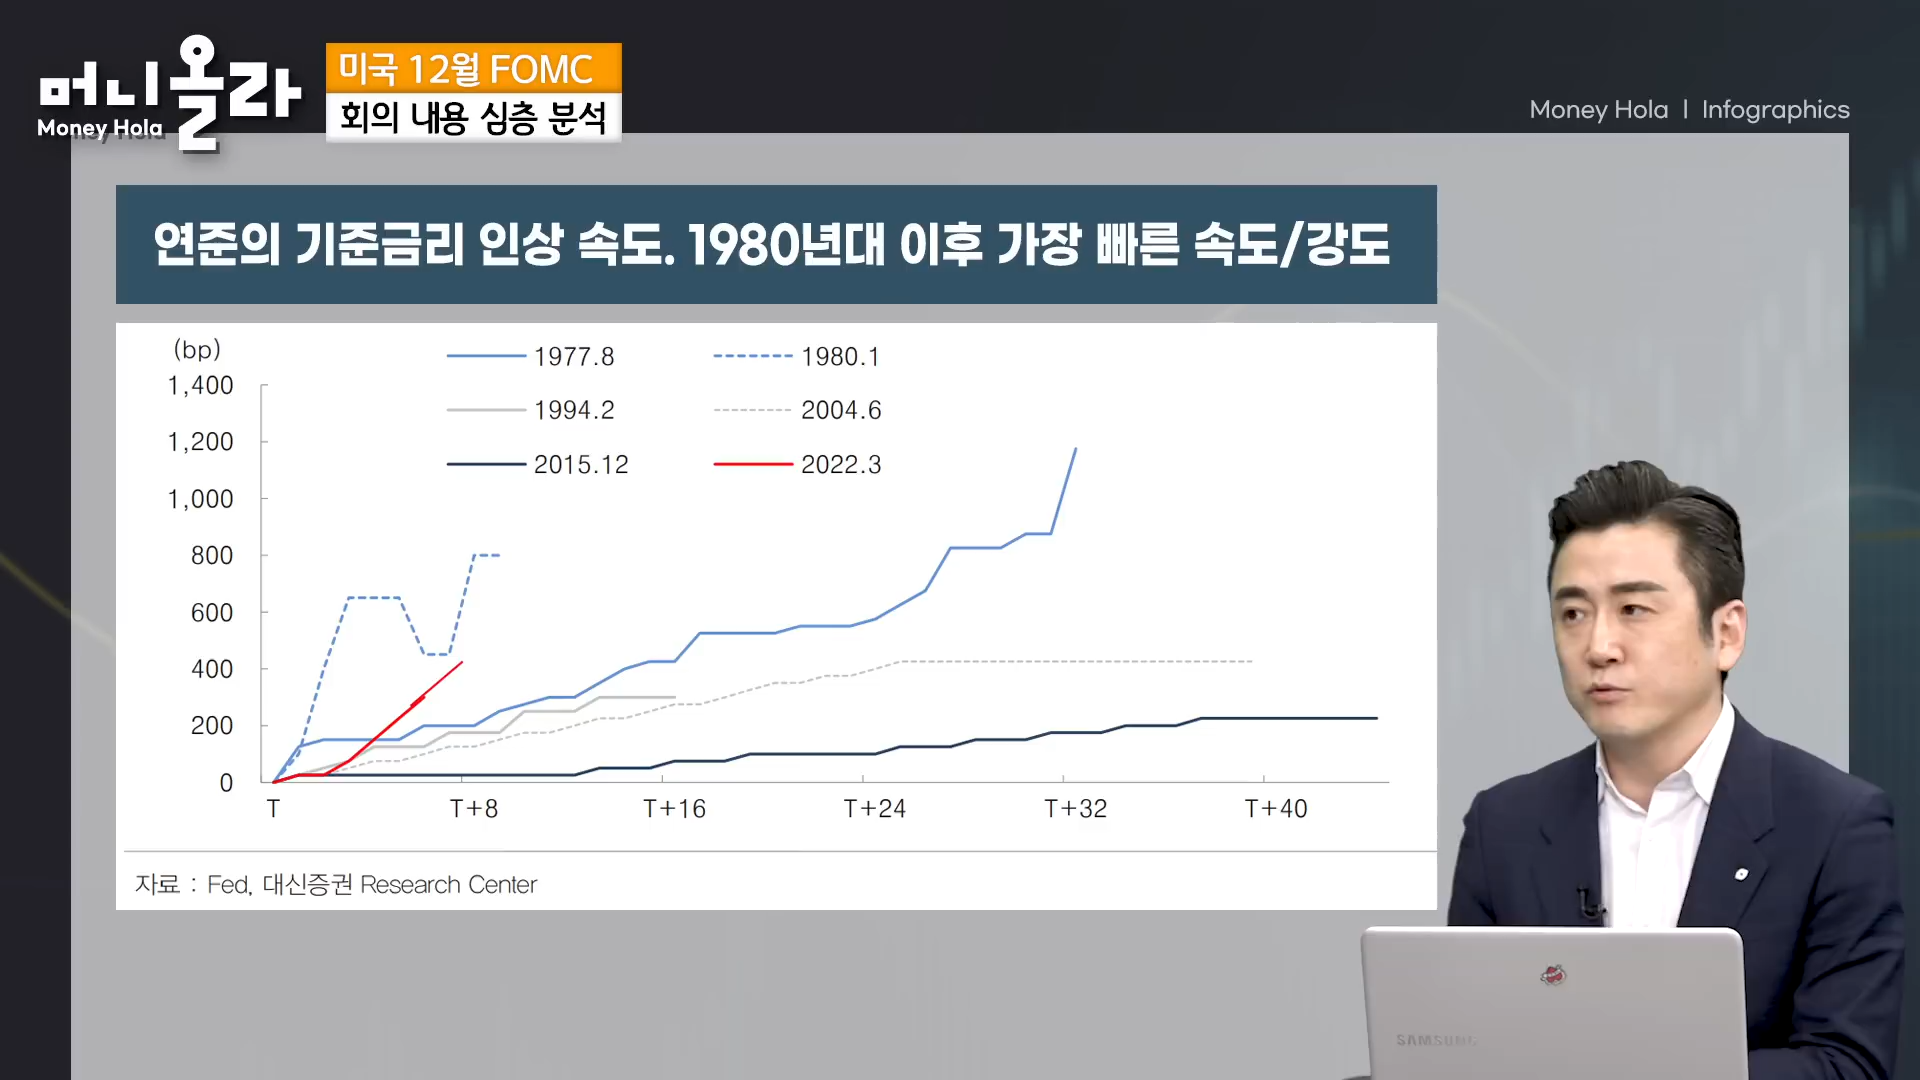 머니올라
Money Hola
미국 12월 FOMC
회의 내용 심층 분석
Money Hola | Infographics
연준의 기준금리 인상 속도. 1980년대 이후 가장 빠른 속도/강도
(bp)
1977.8
1980.1
1994.2
2004.6
2015.12
2022.3
1,400
1,200
1,000
800
600
400
200
0
T
T+8
T+16
T+24
T+32
T+40
자료 : Fed, 대신증권 Research Center
SAMSUNG